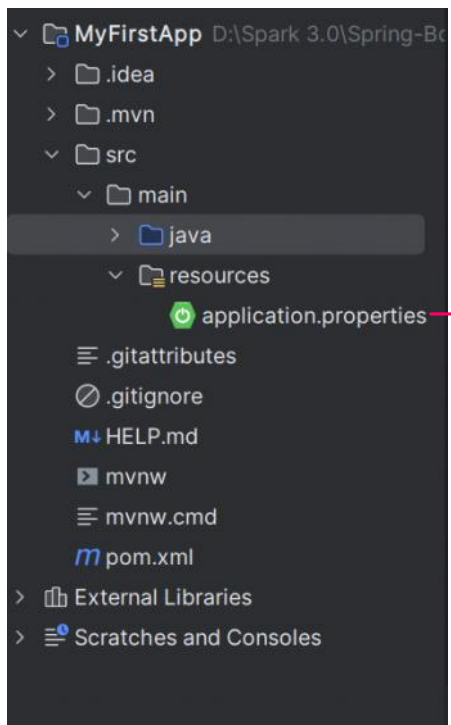 MyFirstApp D:\Spark 3.0\Spring-Bo
.idea
.mvn
src
main
java
resources
application.properties
.gitattributes
.gitignore
M↓ HELP.md
mvnw
mvnw.cmd
m pom.xml
External Libraries
Scratches and Consoles